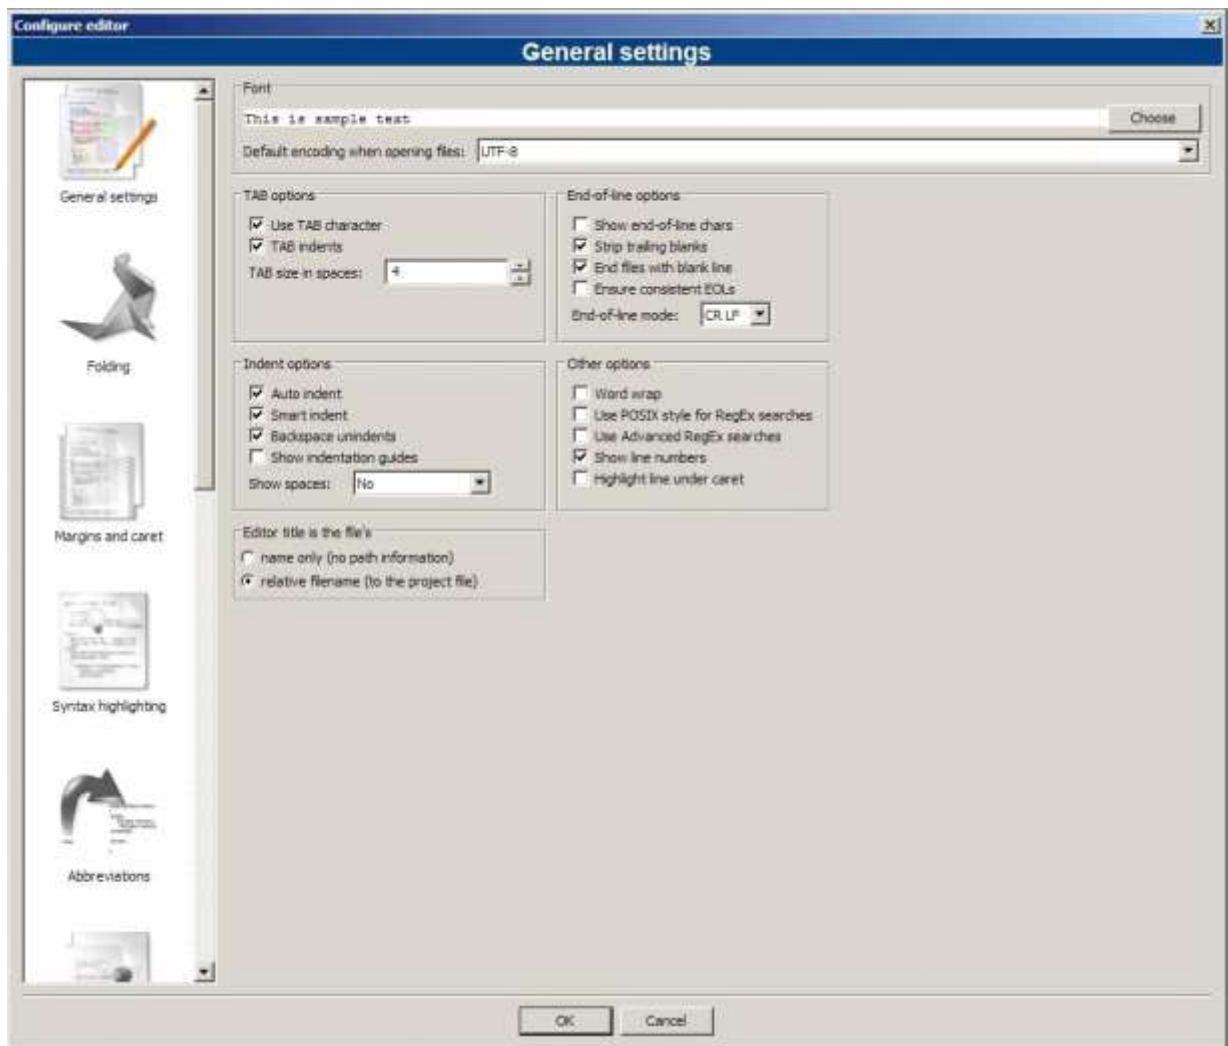 Configure editor
General settings
General settings
Folding
Margins and caret
Syntax highlighting
Abbreviations
Font
This is sample text
Choose
Default encoding when opening files: UTF-8
TAB options
Use TAB character
TAB indents
TAB size in spaces: 4
End-of-line options
Show end-of-line chars
Strip trailing blanks
End files with blank line
Ensure consistent EOLs
End-of-line mode: CR LF
Indent options
Auto indent
Smart indent
Backspace unindents
Show indentation guides
Show spaces: No
Other options
Word wrap
Use POSIX style for RegEx searches
Use Advanced RegEx searches
Show line numbers
Highlight line under caret
Editor title is the file's
name only (no path information)
relative filename (to the project file)
OK
Cancel